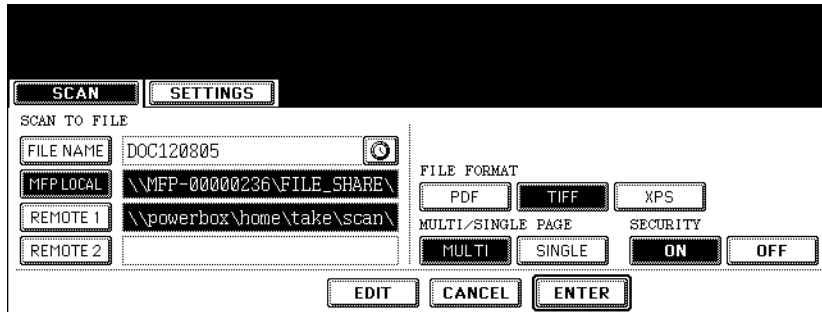 SCAN SETTINGS
SCAN TO FILE
FILE NAME DOC120805
MFP LOCAL \\MFP-00000236\FILE_SHARE\
REMOTE 1 \\powerbox\home\take\scan\
REMOTE 2
FILE FORMAT
PDF TIFF XPS
MULTI/SINGLE PAGE SECURITY
MULTI SINGLE ON OFF
EDIT CANCEL ENTER